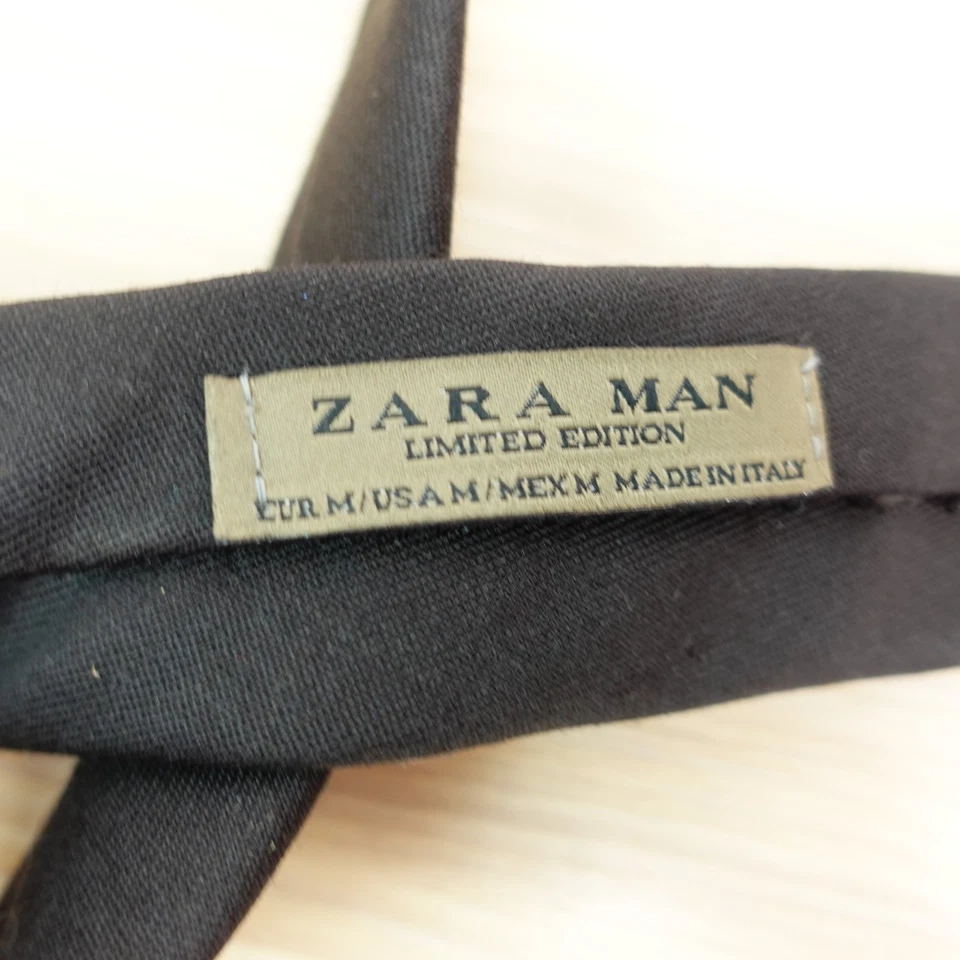 ZARA MAN
LIMITED EDITION
EUR M/USA M/MEX M MADE IN ITALY